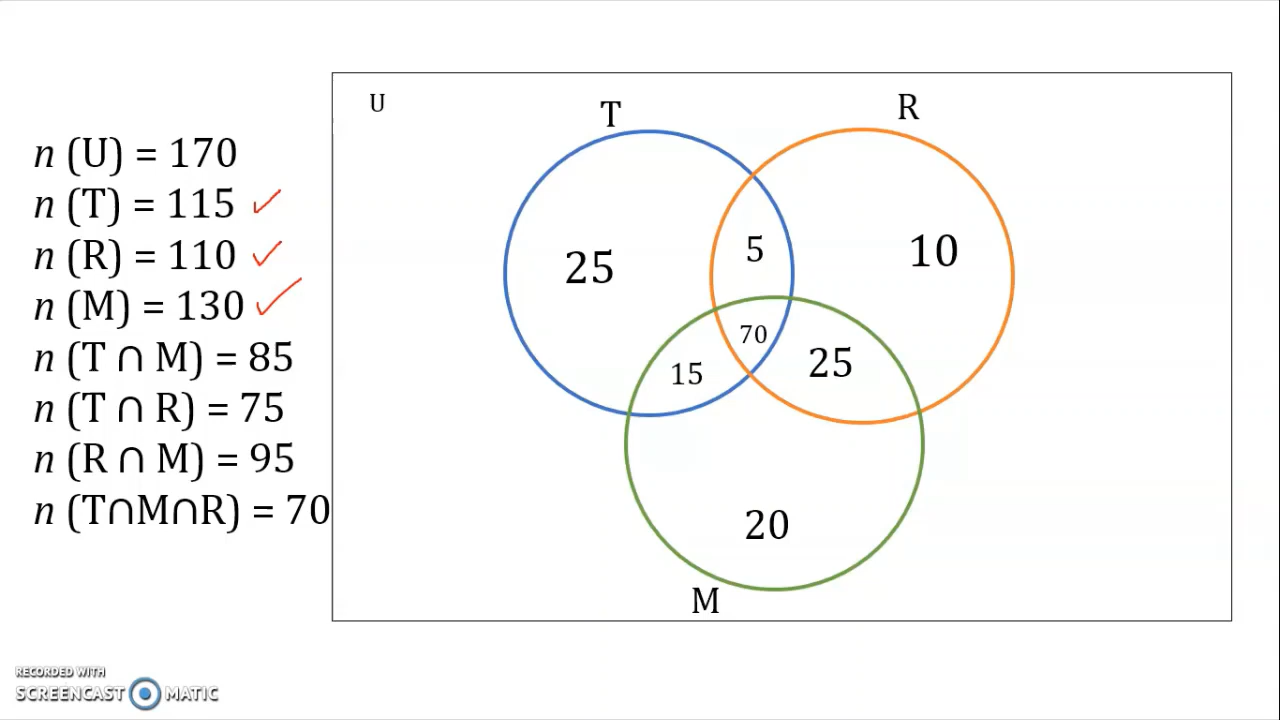 n (U) = 170
n (T) = 115
n (R) = 110
n (M) = 130
n (T ∩ M) = 85
n (T ∩ R) = 75
n (R ∩ M) = 95
n (T∩M∩R) = 70
U
T
R
25
5
10
70
15
25
20
M
RECORDED WITH
SCREENCAST MATIC